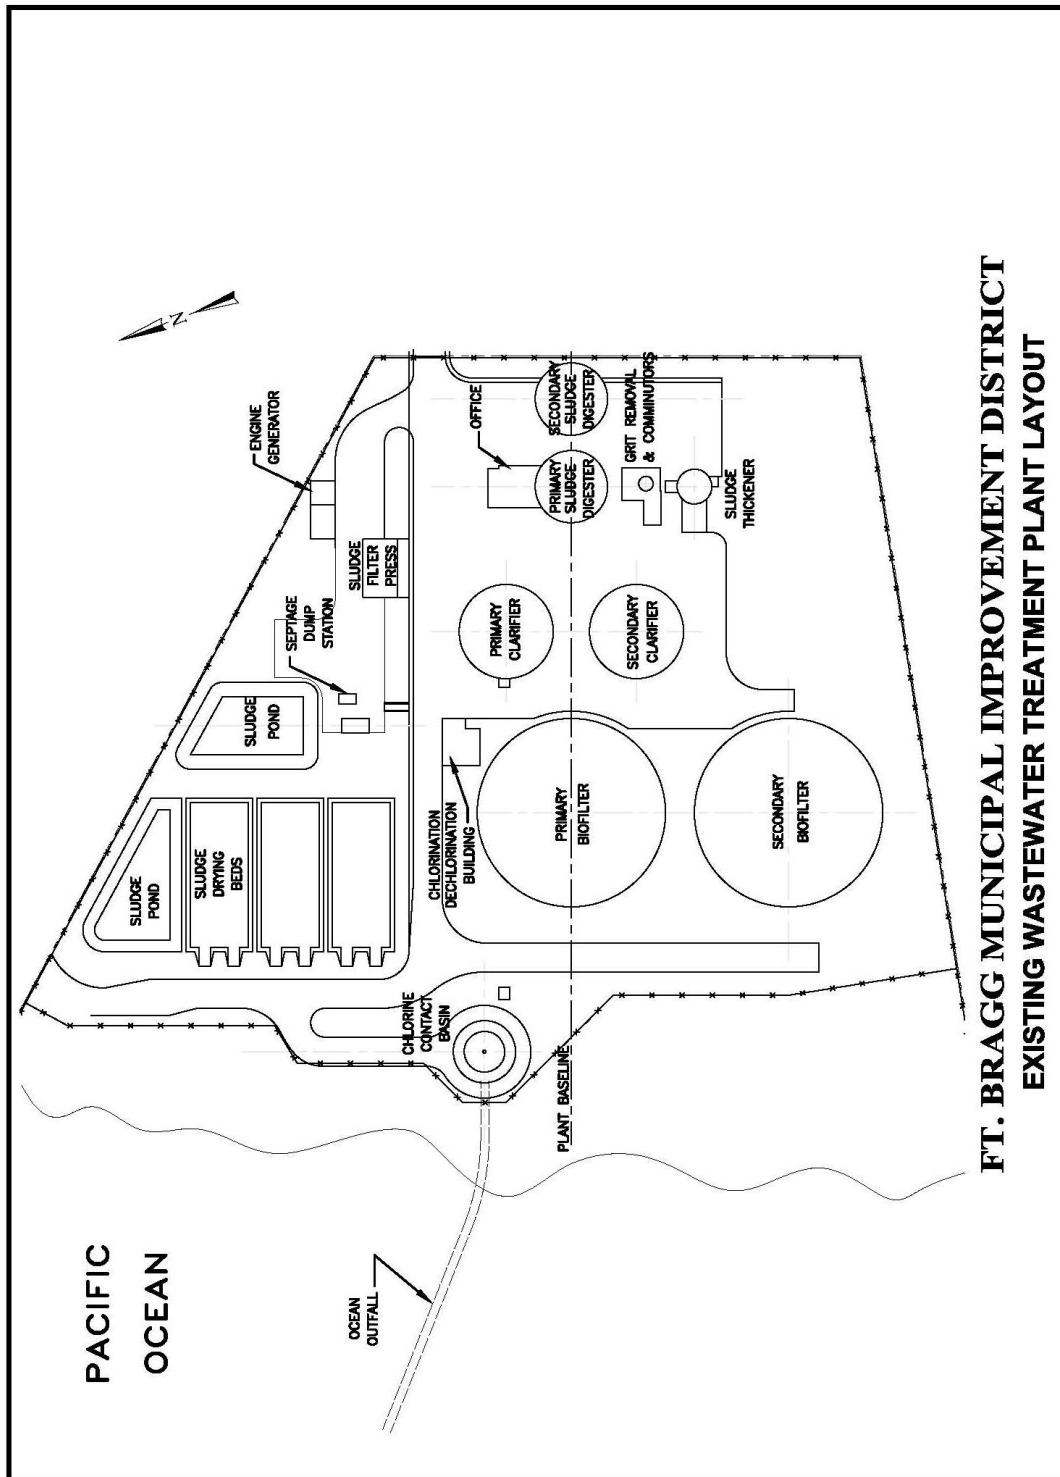 PACIFIC
OCEAN
OCEAN
OUTFALL
SLUDGE
POND
SLUDGE
DRYING
BEDS
SLUDGE
POND
SEPTAGE
DUMP
STATION
ENGINE
GENERATOR
N
SLUDGE
FILTER
PRESS
CHLORINE
CONTACT
BASIN
CHLORINATION
DECHLORINATION
BUILDING
OFFICE
PRIMARY
CLARIFIER
PRIMARY
SLUDGE
DIGESTER
SECONDARY
SLUDGE
DIGESTER
PLANT BASELINE
PRIMARY
BIOFILTER
SECONDARY
CLARIFIER
GRIT REMOVAL
& COMMINUTORS
SLUDGE
THICKENER
SECONDARY
BIOFILTER
FT. BRAGG MUNICIPAL IMPROVEMENT DISTRICT
EXISTING WASTEWATER TREATMENT PLANT LAYOUT